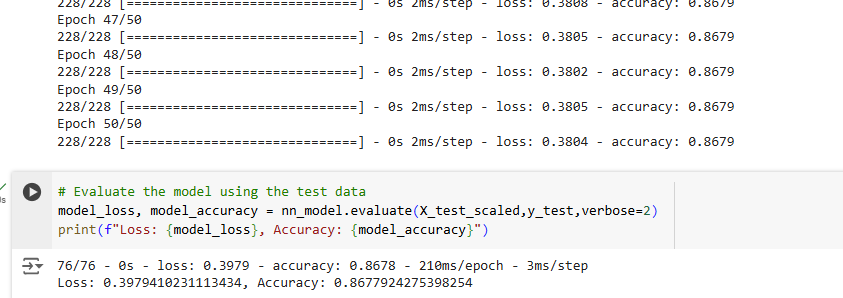 228/228 [==============================] - 0s 2ms/step - loss: 0.3808 - accuracy: 0.8679
Epoch 47/50
228/228 [==============================] - 0s 2ms/step - loss: 0.3805 - accuracy: 0.8679
Epoch 48/50
228/228 [==============================] - 0s 2ms/step - loss: 0.3802 - accuracy: 0.8679
Epoch 49/50
228/228 [==============================] - 0s 2ms/step - loss: 0.3805 - accuracy: 0.8679
Epoch 50/50
228/228 [==============================] - 0s 2ms/step - loss: 0.3804 - accuracy: 0.8679
# Evaluate the model using the test data
model_loss, model_accuracy = nn_model.evaluate(X_test_scaled,y_test,verbose=2)
print(f"Loss: {model_loss}, Accuracy: {model_accuracy}")
76/76 - 0s - loss: 0.3979 - accuracy: 0.8678 - 210ms/epoch - 3ms/step
Loss: 0.3979410231113434, Accuracy: 0.8677924275398254